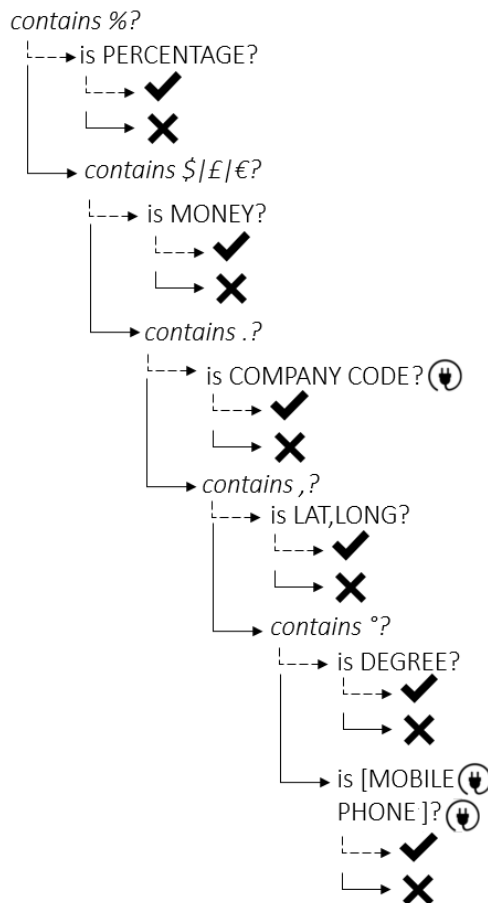 contains %?
is PERCENTAGE?
contains $|£|€?
is MONEY?
contains .?
is COMPANY CODE?
contains ,?
is LAT,LONG?
contains °?
is DEGREE?
is [MOBILE
PHONE ]?